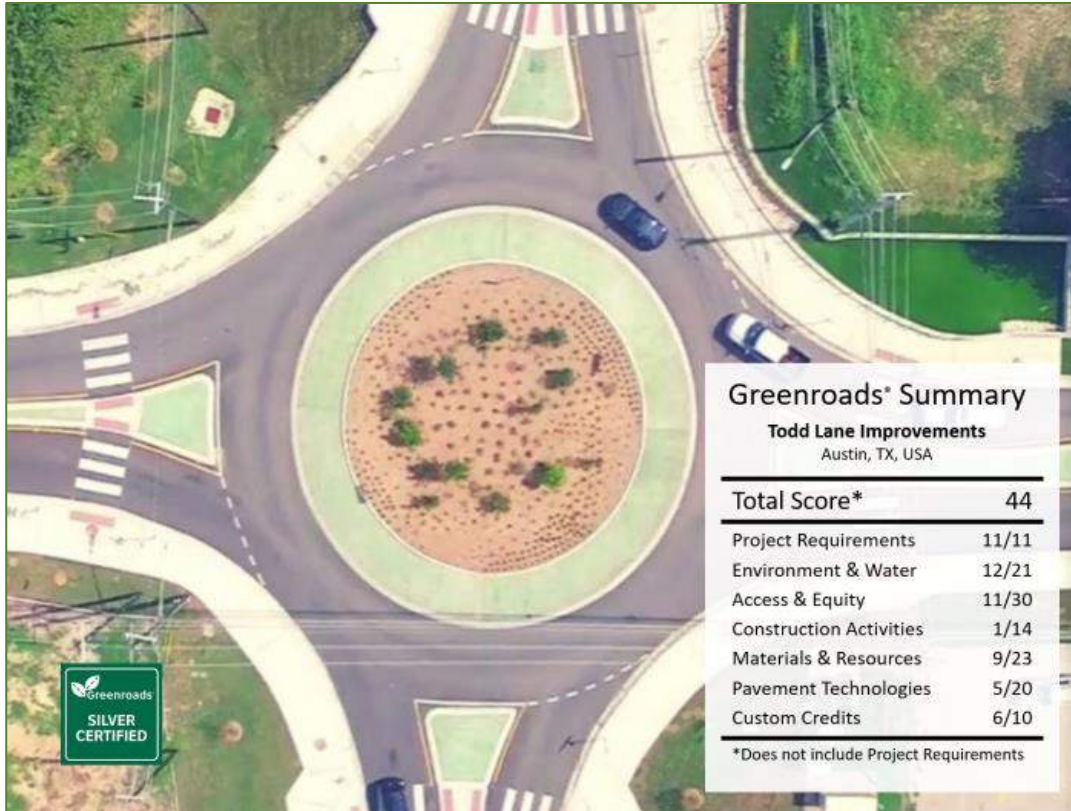 Greenroads® Summary
Todd Lane Improvements
Austin, TX, USA
Total Score* 44
Project Requirements 11/11
Environment & Water 12/21
Access & Equity 11/30
Construction Activities 1/14
Materials & Resources 9/23
Pavement Technologies 5/20
Custom Credits 6/10
*Does not include Project Requirements
Greenroads
SILVER
CERTIFIED